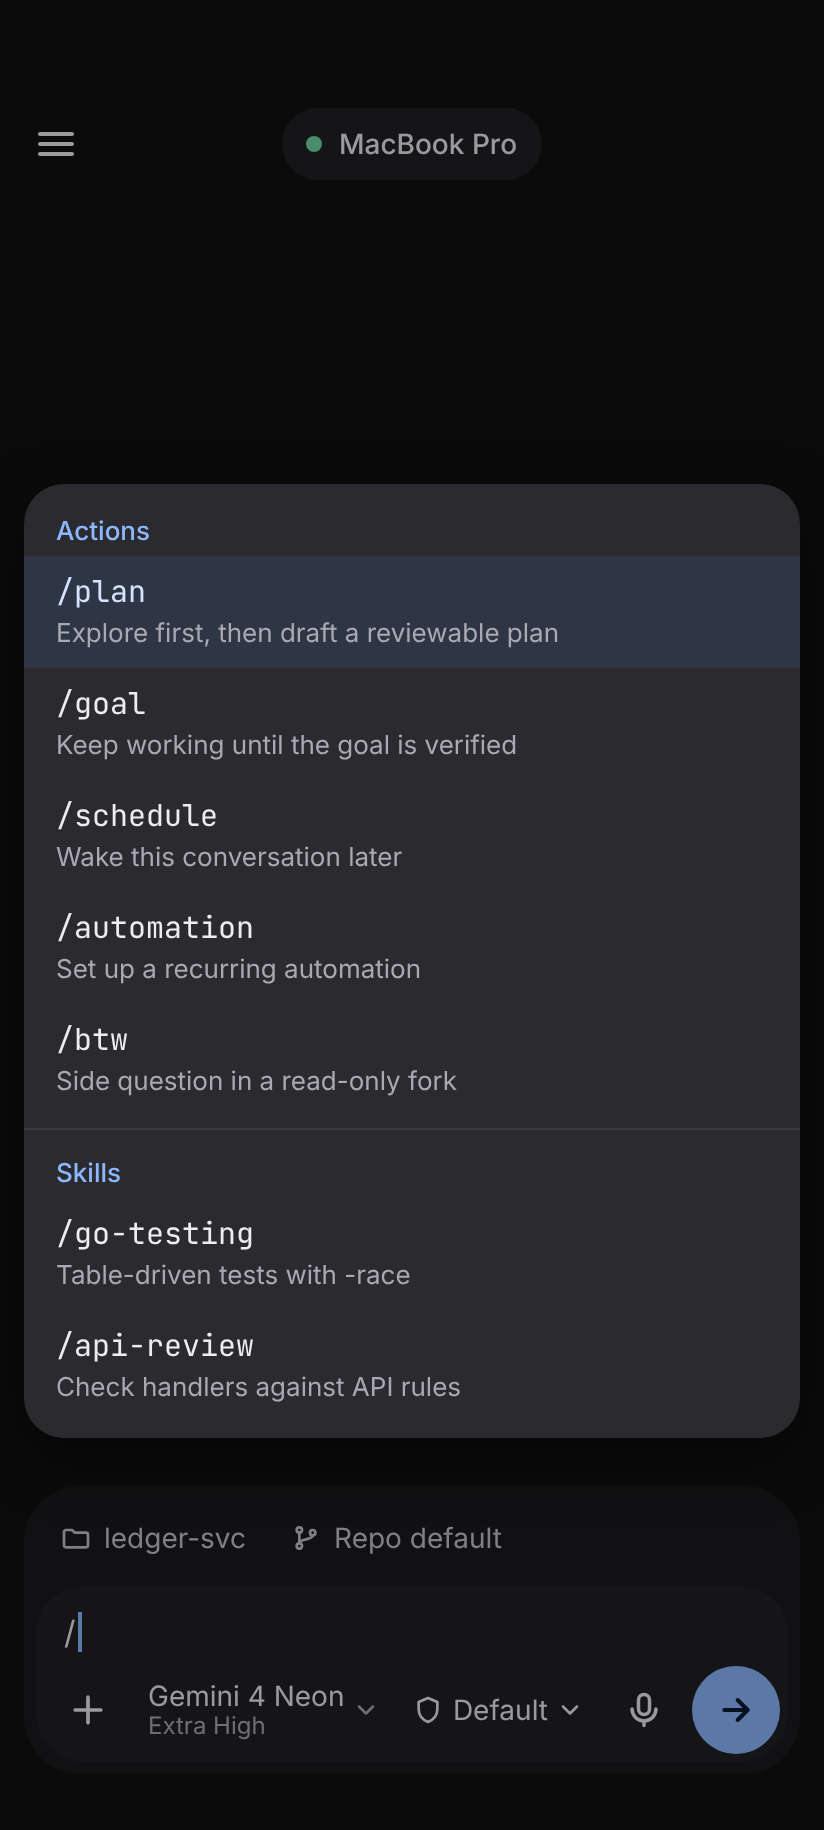 MacBook Pro
Actions
/plan
Explore first, then draft a reviewable plan
/goal
Keep working until the goal is verified
/schedule
Wake this conversation later
/automation
Set up a recurring automation
/btw
Side question in a read-only fork
Skills
/go-testing
Table-driven tests with -race
/api-review
Check handlers against API rules
ledger-svc Repo default
/
Gemini 4 Neon
Extra High
Default